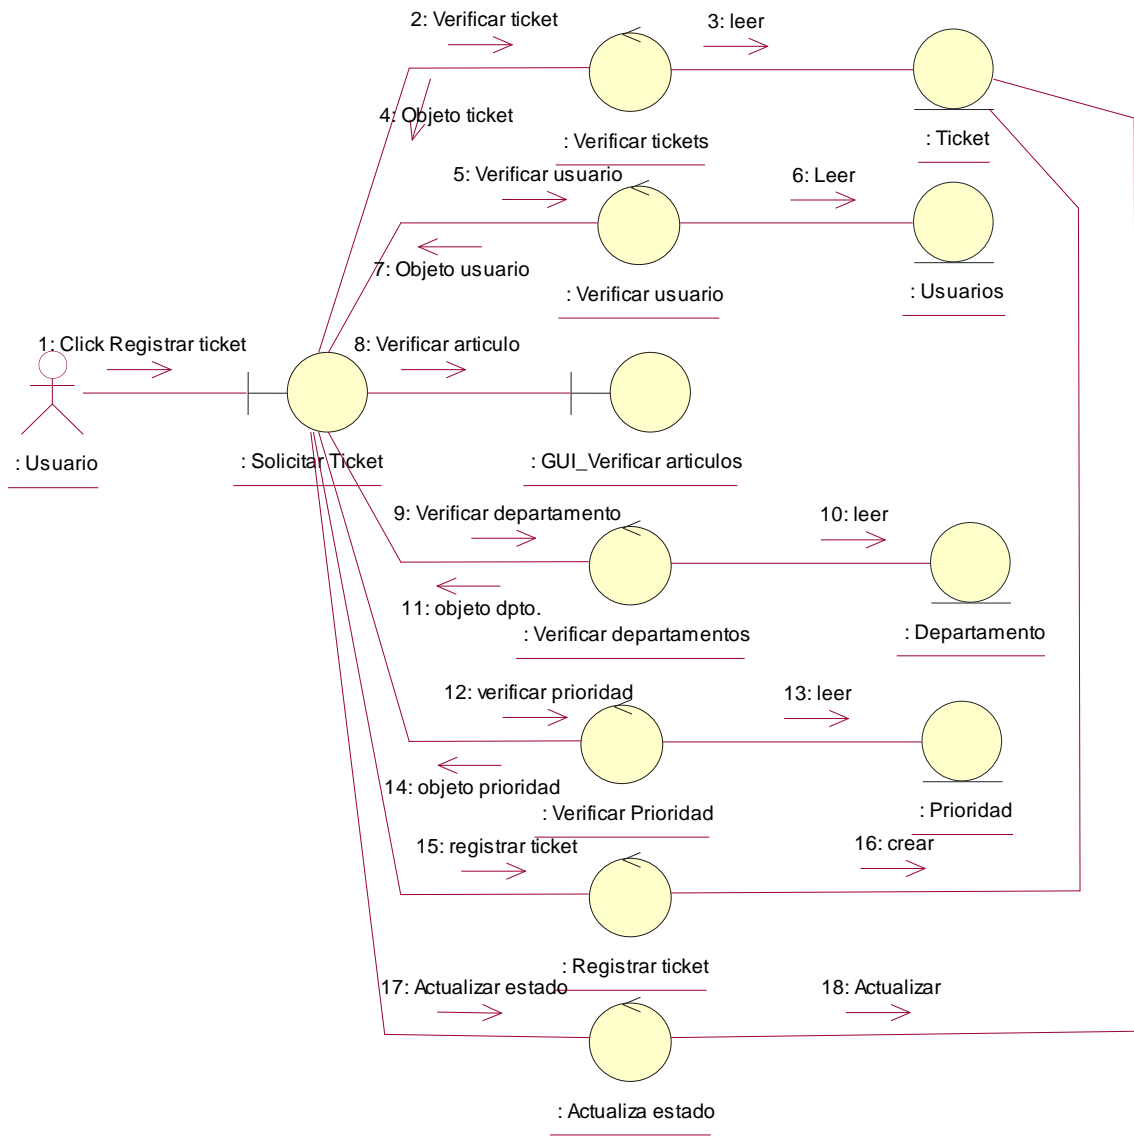 2: Verificar ticket
3: leer
4: Objeto ticket
: Verificar tickets
: Ticket
5: Verificar usuario
6: Leer
7: Objeto usuario
: Verificar usuario
: Usuarios
1: Click Registrar ticket
8: Verificar articulo
: Usuario
: Solicitar Ticket
: GUI_Verificar articulos
9: Verificar departamento
10: leer
11: objeto dpto.
: Verificar departamentos
: Departamento
12: verificar prioridad
13: leer
14: objeto prioridad
: Verificar Prioridad
: Prioridad
15: registrar ticket
16: crear
: Registrar ticket
17: Actualizar estado
18: Actualizar
: Actualiza estado